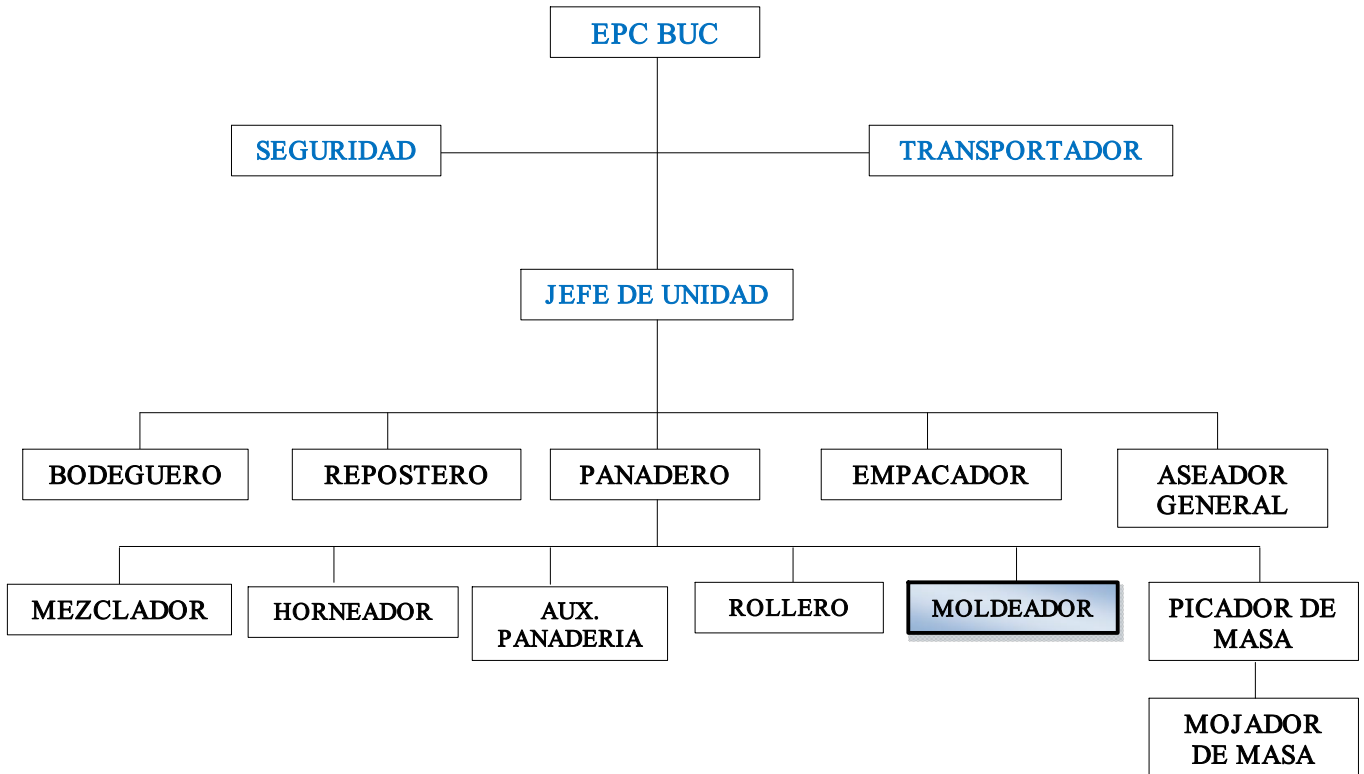 EPC BUC
SEGURIDAD
TRANSPORTADOR
JEFE DE UNIDAD
BODEGUERO
REPOSTERO
PANADERO
EMPACADOR
ASEADOR
GENERAL
MEZCLADOR
HORNEADOR
AUX.
PANADERIA
ROLLERO
MOLDEADOR
PICADOR DE
MASA
MOJADOR
DE MASA